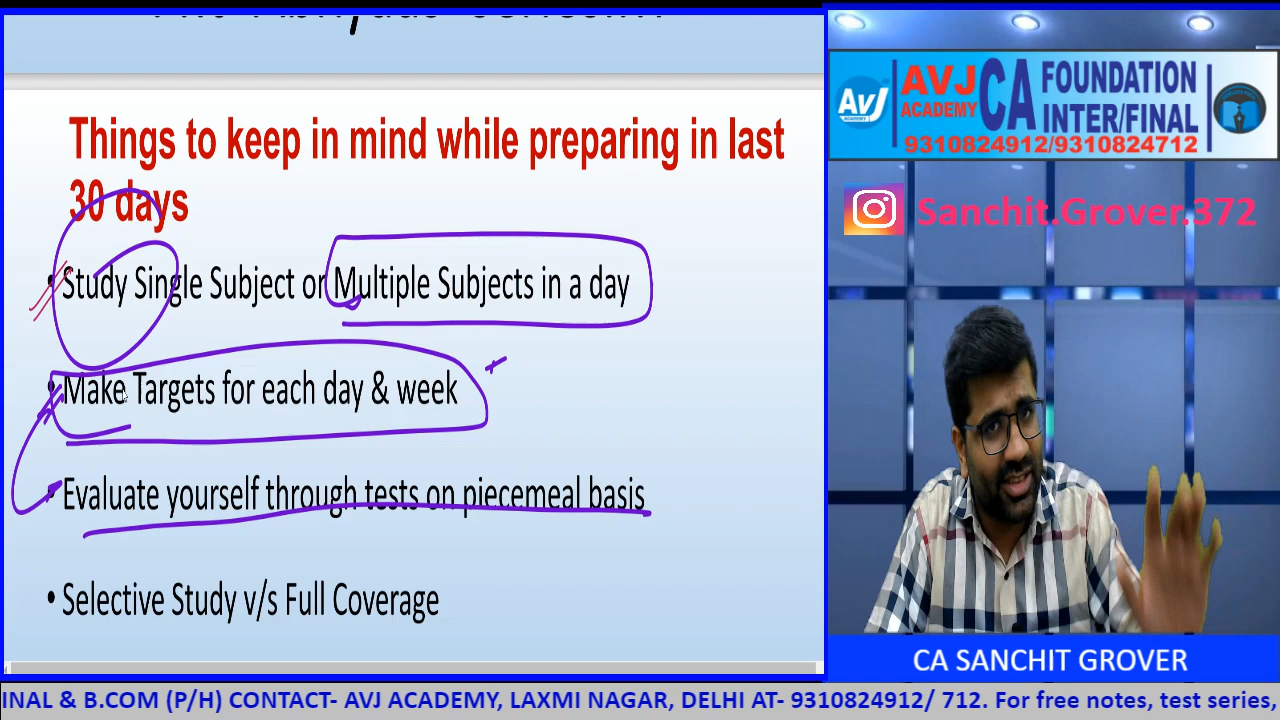 Things to keep in mind while preparing in last
30 days
• Study Single Subject or Multiple Subjects in a day
• Make Targets for each day & week
• Evaluate yourself through tests on piecemeal basis
• Selective Study v/s Full Coverage
AVJ
ACADEMY
AVJ
ACADEMY
CA
FOUNDATION
INTER/FINAL
9310824912/9310824712
Sanchit.Grover.372
CA SANCHIT GROVER
INAL & B.COM (P/H) CONTACT- AVJ ACADEMY, LAXMI NAGAR, DELHI AT- 9310824912/ 712. For free notes, test series,